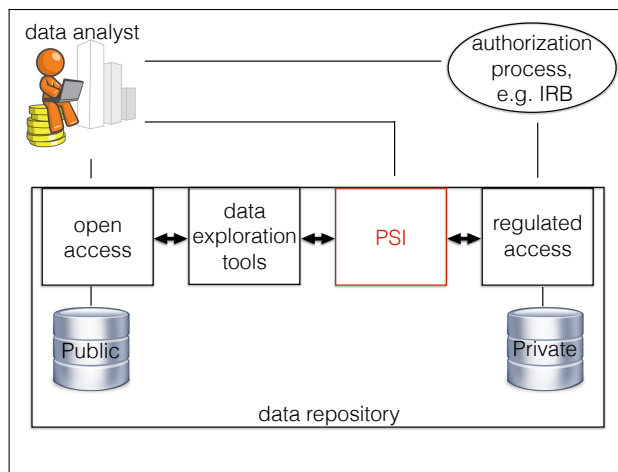 data analyst
authorization
process,
e.g. IRB
open
access
data
exploration
tools
PSI
regulated
access
Public
Private
data repository